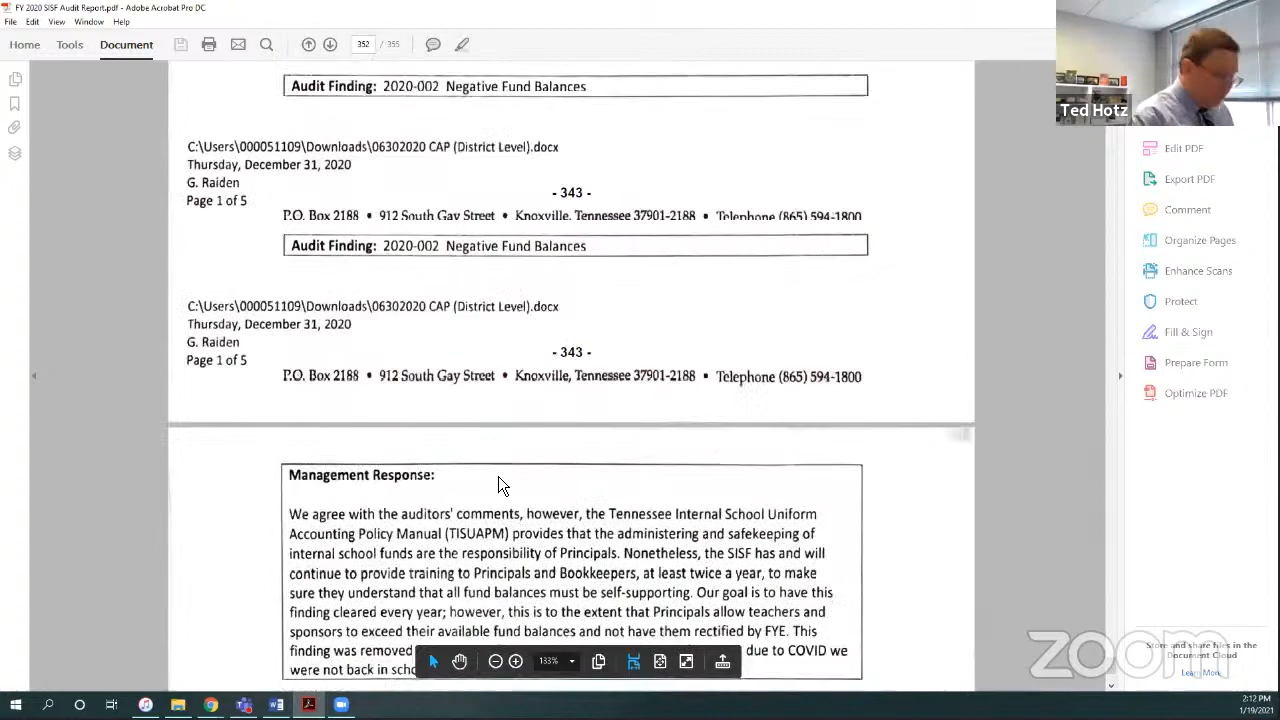 FY 2020 SISF Audit Report.pdf - Adobe Acrobat Pro DC
File Edit View Window Help
Home Tools Document 352 / 355
Ted Hotz
Audit Finding: 2020-002 Negative Fund Balances
C:\Users\000051109\Downloads\06302020 CAP (District Level).docx
Thursday, December 31, 2020
G. Raiden
Page 1 of 5
- 343 -
P.O. Box 2188 • 912 South Gay Street • Knoxville, Tennessee 37901-2188 • Telephone (865) 594-1800
Audit Finding: 2020-002 Negative Fund Balances
C:\Users\000051109\Downloads\06302020 CAP (District Level).docx
Thursday, December 31, 2020
G. Raiden
Page 1 of 5
- 343 -
P.O. Box 2188 • 912 South Gay Street • Knoxville, Tennessee 37901-2188 • Telephone (865) 594-1800
Management Response:
We agree with the auditors' comments, however, the Tennessee Internal School Uniform
Accounting Policy Manual (TISUAPM) provides that the administering and safekeeping of
internal school funds are the responsibility of Principals. Nonetheless, the SISF has and will
continue to provide training to Principals and Bookkeepers, at least twice a year, to make
sure they understand that all fund balances must be self-supporting. Our goal is to have this
finding cleared every year; however, this is to the extent that Principals allow teachers and
sponsors to exceed their available fund balances and not have them rectified by FYE. This
finding was removed due to COVID we
were not back in
133%
Edit PDF
Export PDF
Comment
Organize Pages
Enhance Scans
Protect
Fill & Sign
Prepare Form
Optimize PDF
Store and share files in the
Document Cloud
Learn More
zoom
2:12 PM
1/19/2021